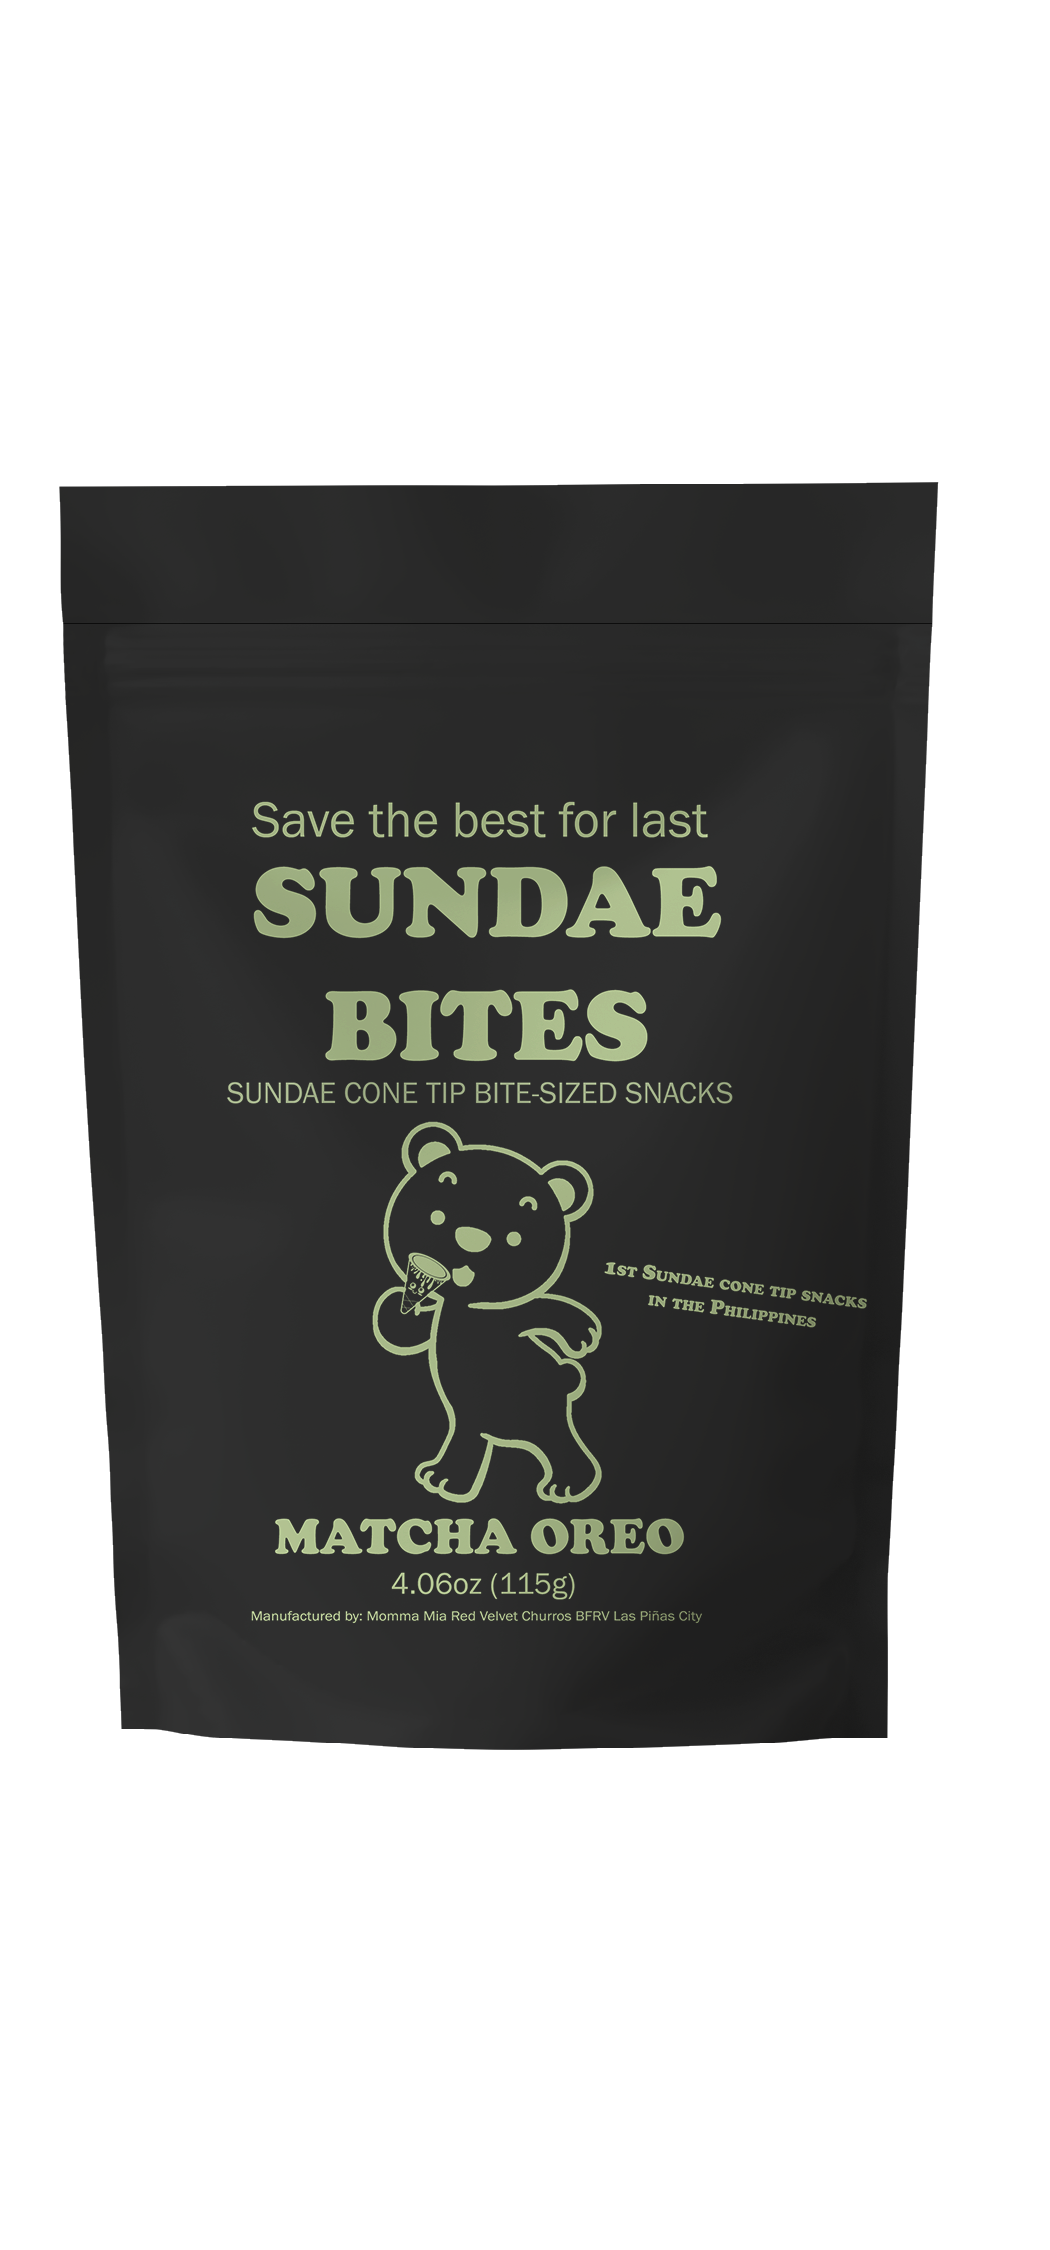 Save the best for last
SUNDAE
BITES
SUNDAE CONE TIP BITE-SIZED SNACKS
1st Sundae cone tip snacks
in the Philippines
MATCHA OREO
4.06oz (115g)
Manufactured by: Momma Mia Red Velvet Churros BFRV Las Piñas City